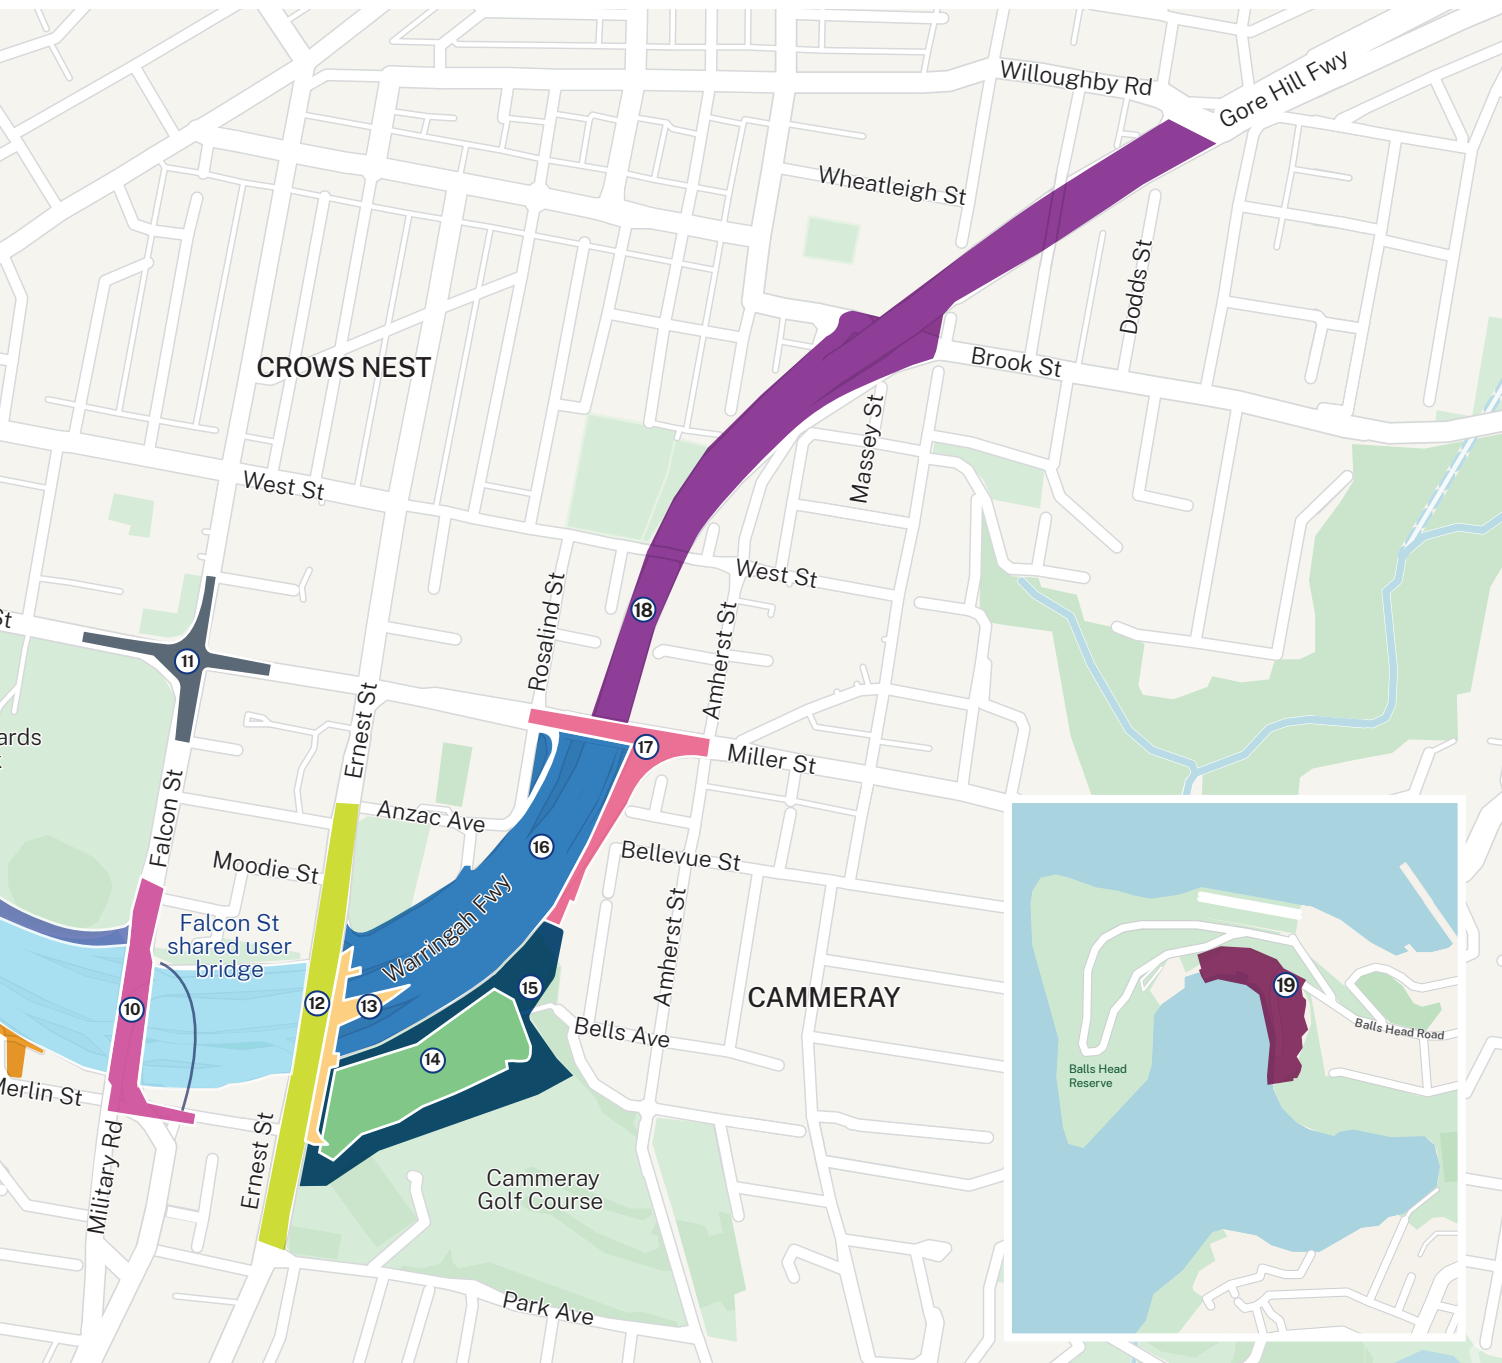 Willoughby Rd
Gore Hill Fwy
Wheatleigh St
Dodds St
CROWS NEST
Brook St
Massey St
West St
West St
Rosalind St
18
Amherst St
St
11
Ernest St
ards
17
Miller St
Falcon St
Anzac Ave
16
Moodie St
Bellevue St
Warringah Fwy
Falcon St
shared user
bridge
Amherst St
15
CAMMERAY
10
12
13
Bells Ave
14
Merlin St
Military Rd
Ernest St
Cammeray
Golf Course
Park Ave
19
Balls Head Road
Balls Head
Reserve